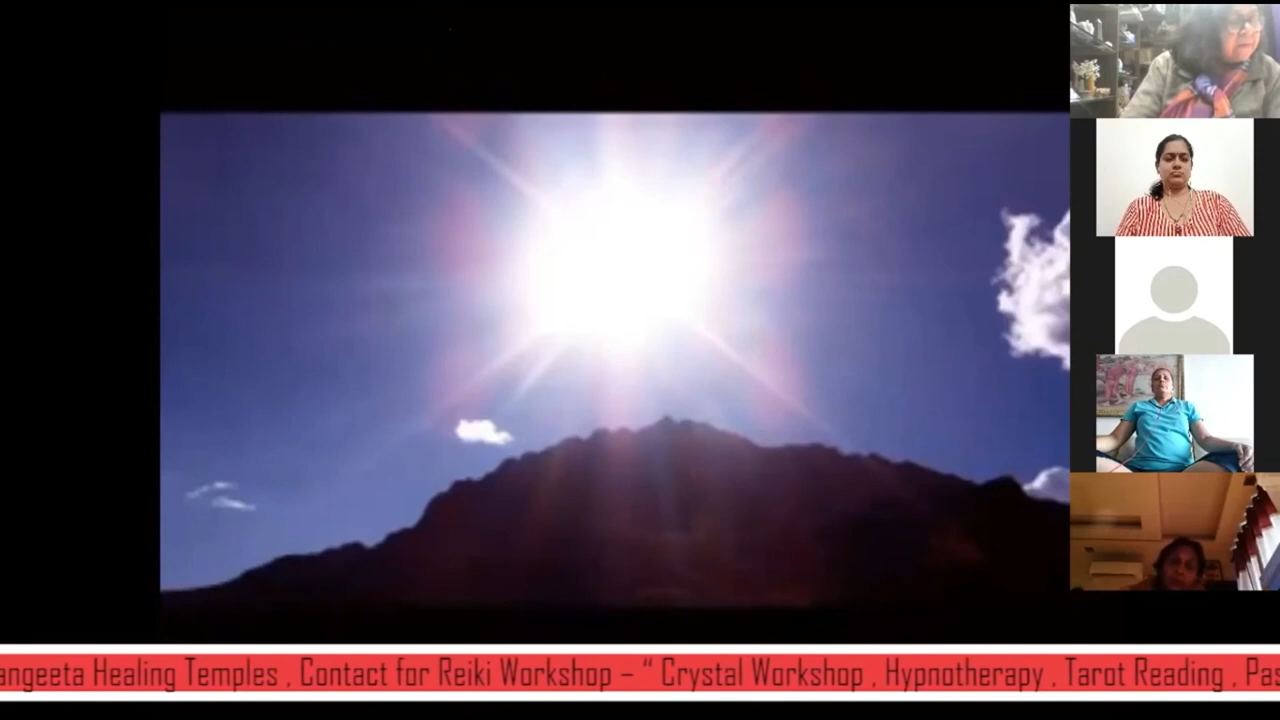 angeeta Healing Temples , Contact for Reiki Workshop – “ Crystal Workshop , Hypnotherapy , Tarot Reading , Pas